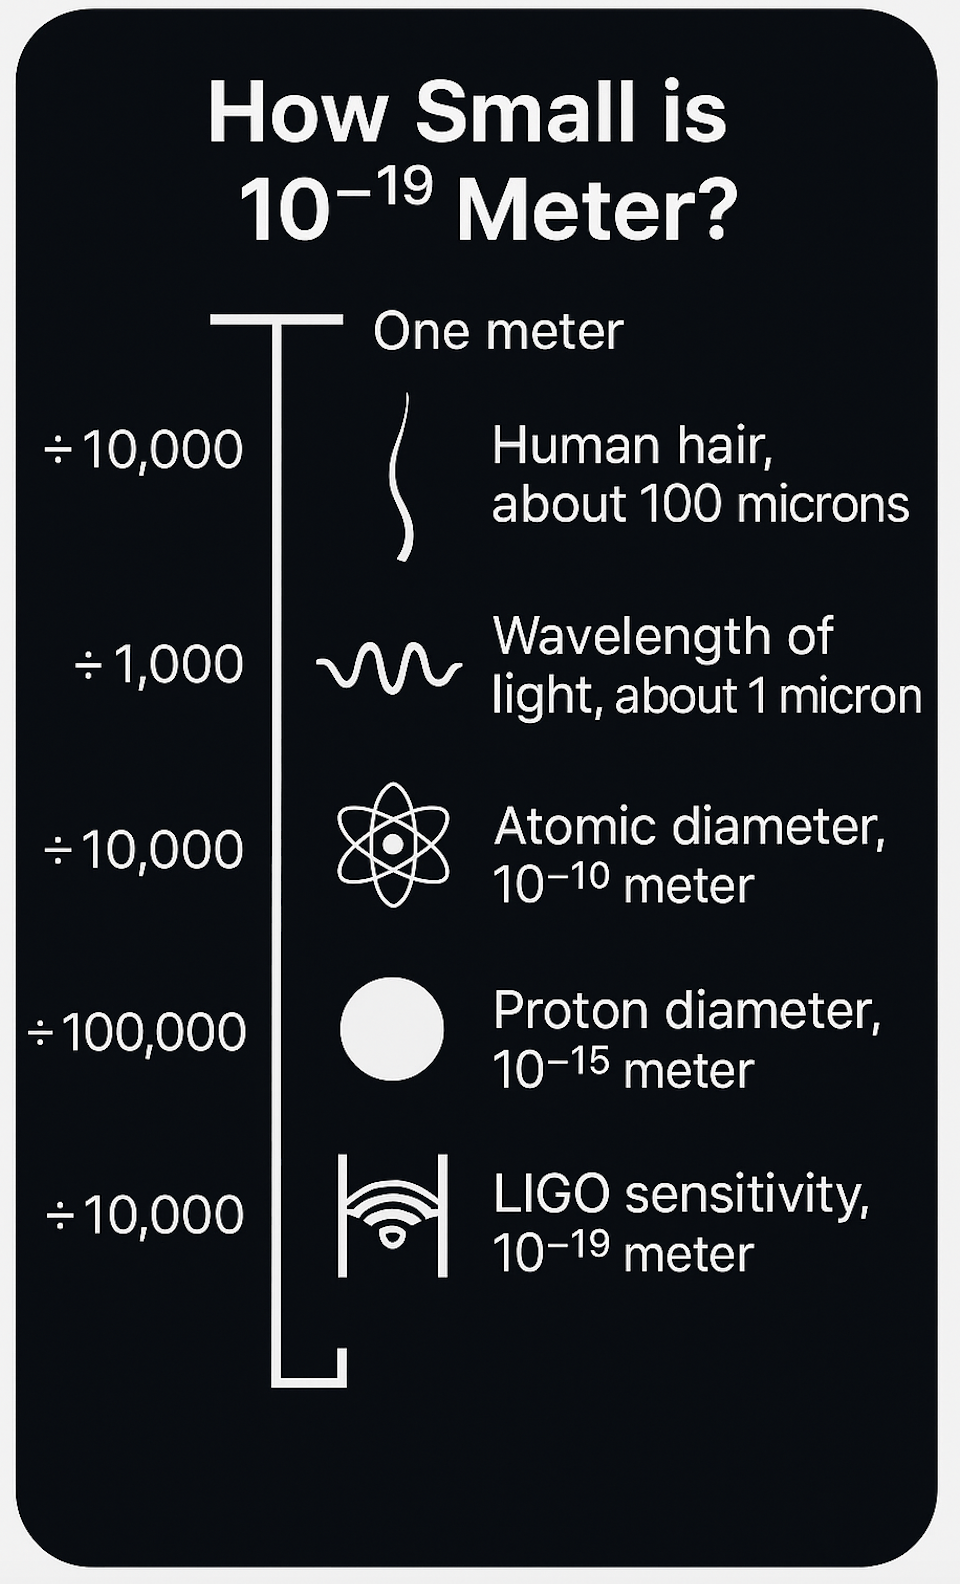 How Small is
10⁻¹⁹ Meter?
One meter
÷10,000
Human hair,
about 100 microns
÷1,000
Wavelength of
light, about 1 micron
÷10,000
Atomic diameter,
10⁻¹⁰ meter
÷100,000
Proton diameter,
10⁻¹⁵ meter
÷10,000
LIGO sensitivity,
10⁻¹⁹ meter